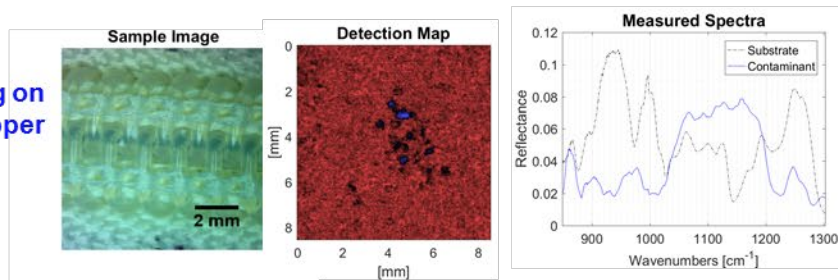 g on
Sample Image
2 mm
Detection Map
0
2
4
6
8
[mm]
0
2
4
6
8
[mm]
Measured Spectra
0.12
0.1
0.08
0.06
0.04
0.02
0
Reflectance
Substrate
Contaminant
900
1000
1100
1200
1300
Wavenumbers [cm⁻¹]